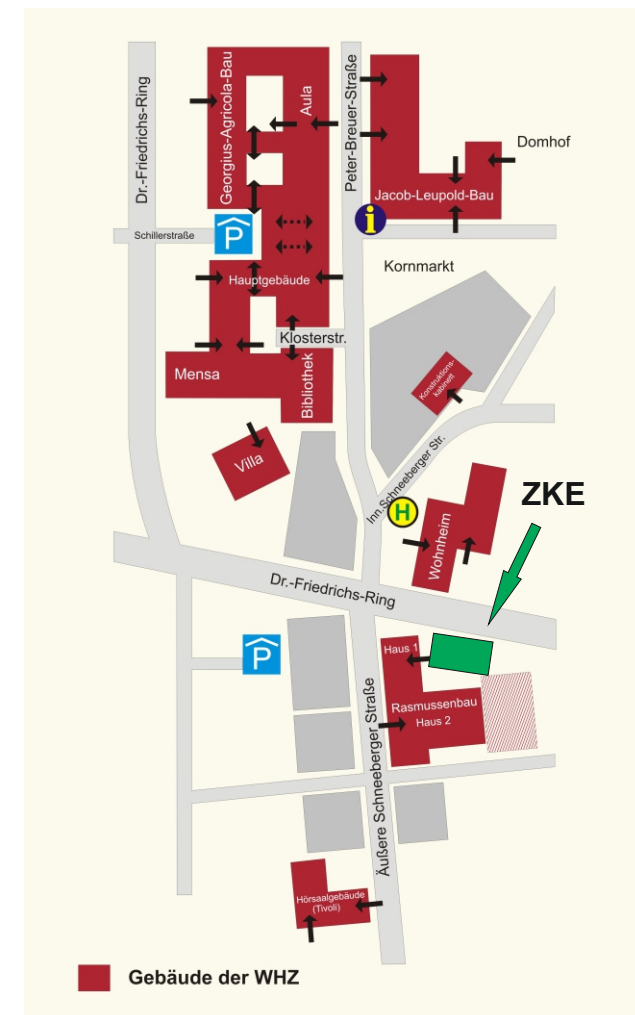 Dr.-Friedrichs-Ring
Georgius-Agricola-Bau
Aula
Peter-Breuer-Straße
Domhof
Jacob-Leupold-Bau
i
Schillerstraße
P
Kornmarkt
Hauptgebäude
Klosterstr.
Mensa
Bibliothek
Konstruktions-
kabinett
Villa
Inn.Schneeberger Str.
H
ZKE
Wohnheim
Dr.-Friedrichs-Ring
P
Haus 1
Rasmussenbau
Haus 2
Äußere Schneeberger Straße
Hörsaalgebäude
(Tivoli)
Gebäude der WHZ